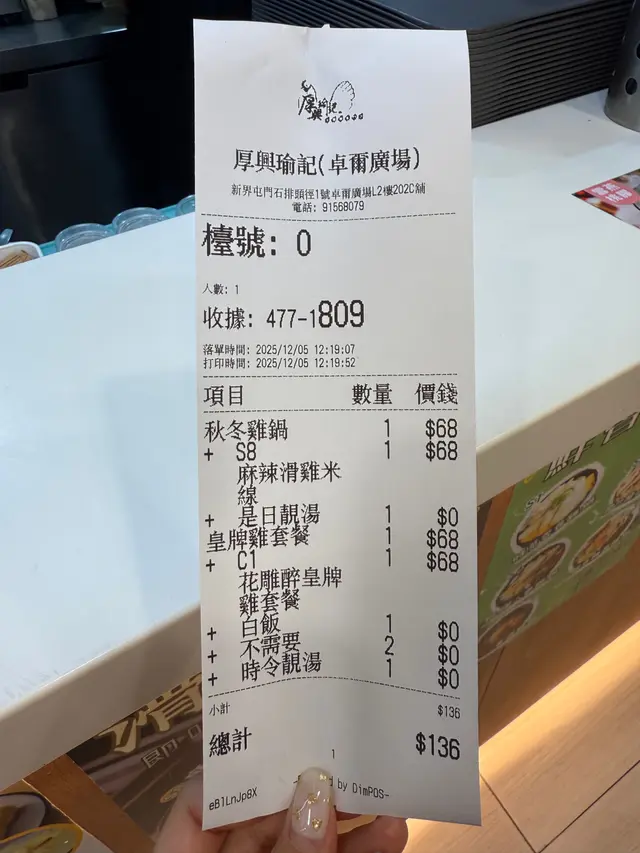 厚興瑜記
厚興瑜記(卓爾廣場)
新界屯門石排頭徑1號卓爾廣場L2樓202C舖
電話: 91568079
檯號: 0
人數: 1
收據: 477-1809
落單時間: 2025/12/05 12:19:07
打印時間: 2025/12/05 12:19:52
項目 數量 價錢
秋冬雞鍋 1 $68
+ S8 1 $68
麻辣滑雞米
線
+ 是日靚湯 1 $0
皇牌雞套餐 1 $68
+ C1 1 $68
花雕醉皇牌
雞套餐
+ 白飯 1 $0
+ 不需要 2 $0
+ 時令靚湯 1 $0
小計 $136
總計 $136
1
by DimPOS-
eB1LnJp8X